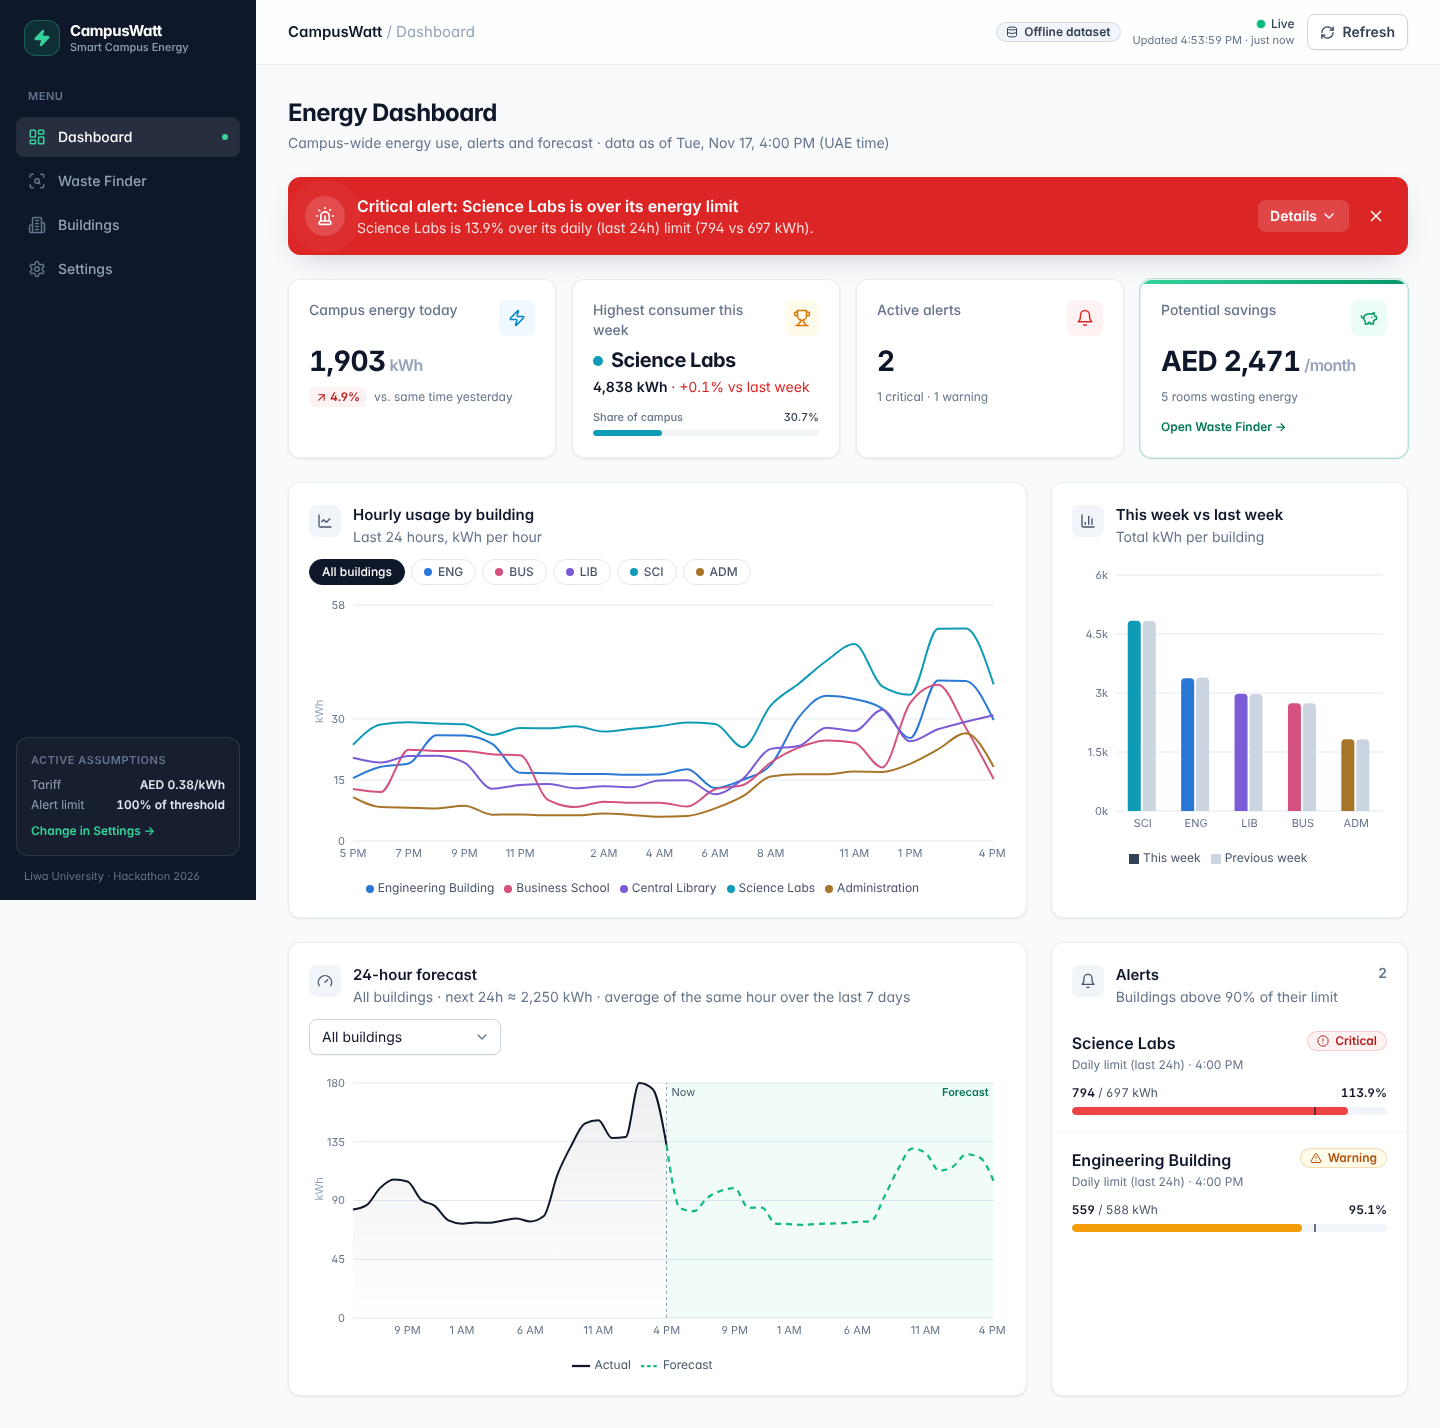 CampusWatt
Smart Campus Energy
MENU
Dashboard
Waste Finder
Buildings
Settings
ACTIVE ASSUMPTIONS
Tariff AED 0.38/kWh
Alert limit 100% of threshold
Change in Settings →
Liwa University · Hackathon 2026
CampusWatt / Dashboard
Offline dataset
Live
Updated 4:53:59 PM · just now
Refresh
Energy Dashboard
Campus-wide energy use, alerts and forecast · data as of Tue, Nov 17, 4:00 PM (UAE time)
Critical alert: Science Labs is over its energy limit
Science Labs is 13.9% over its daily (last 24h) limit (794 vs 697 kWh).
Details
Campus energy today
1,903 kWh
4.9% vs. same time yesterday
Highest consumer this
week
Science Labs
4,838 kWh · +0.1% vs last week
Share of campus 30.7%
Active alerts
2
1 critical · 1 warning
Potential savings
AED 2,471 /month
5 rooms wasting energy
Open Waste Finder →
Hourly usage by building
Last 24 hours, kWh per hour
All buildings ENG BUS LIB SCI ADM
58
30
15
0
kWh
5 PM 7 PM 9 PM 11 PM 2 AM 4 AM 6 AM 8 AM 11 AM 1 PM 4 PM
Engineering Building Business School Central Library Science Labs Administration
This week vs last week
Total kWh per building
6k
4.5k
3k
1.5k
0k
SCI ENG LIB BUS ADM
This week Previous week
24-hour forecast
All buildings · next 24h ≈ 2,250 kWh · average of the same hour over the last 7 days
All buildings
180
135
90
45
0
kWh
Now
Forecast
9 PM 1 AM 6 AM 11 AM 4 PM 9 PM 1 AM 6 AM 11 AM 4 PM
Actual Forecast
Alerts 2
Buildings above 90% of their limit
Science Labs Critical
Daily limit (last 24h) · 4:00 PM
794 / 697 kWh 113.9%
Engineering Building Warning
Daily limit (last 24h) · 4:00 PM
559 / 588 kWh 95.1%